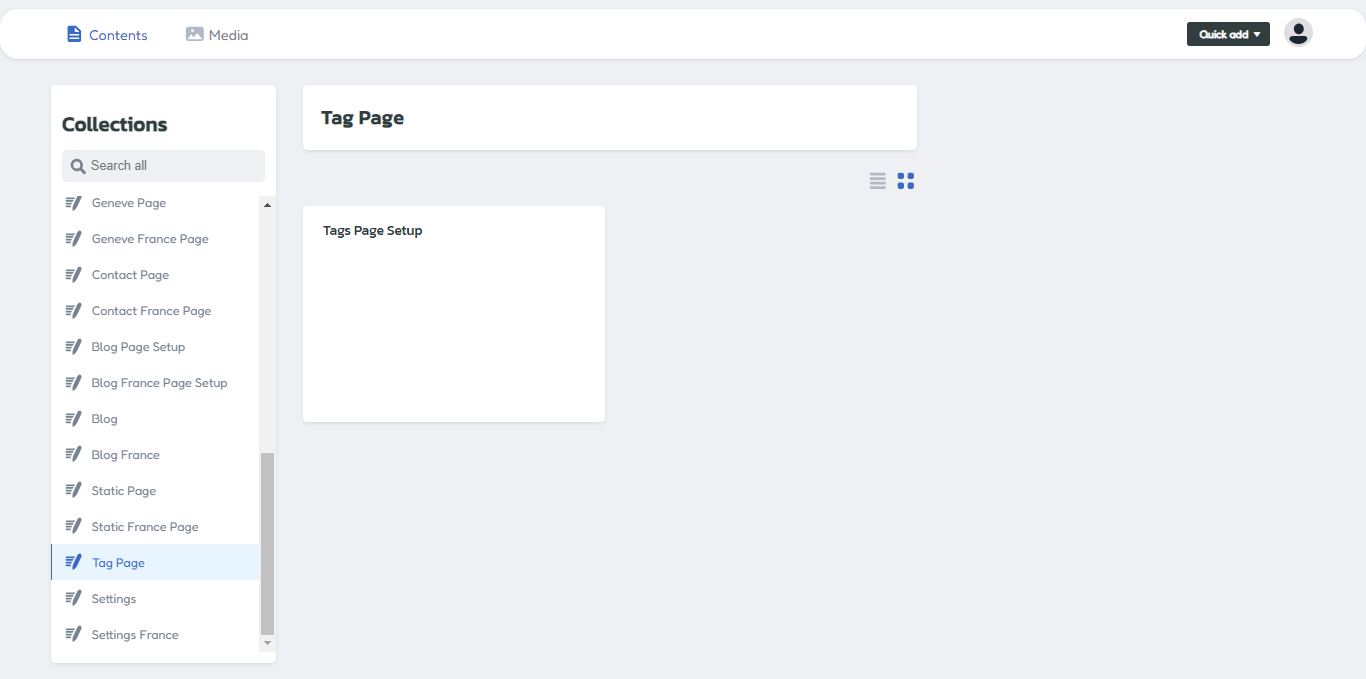 Contents
Media
Quick add
Collections
Search all
Geneve Page
Geneve France Page
Contact Page
Contact France Page
Blog Page Setup
Blog France Page Setup
Blog
Blog France
Static Page
Static France Page
Tag Page
Settings
Settings France
Tag Page
Tags Page Setup